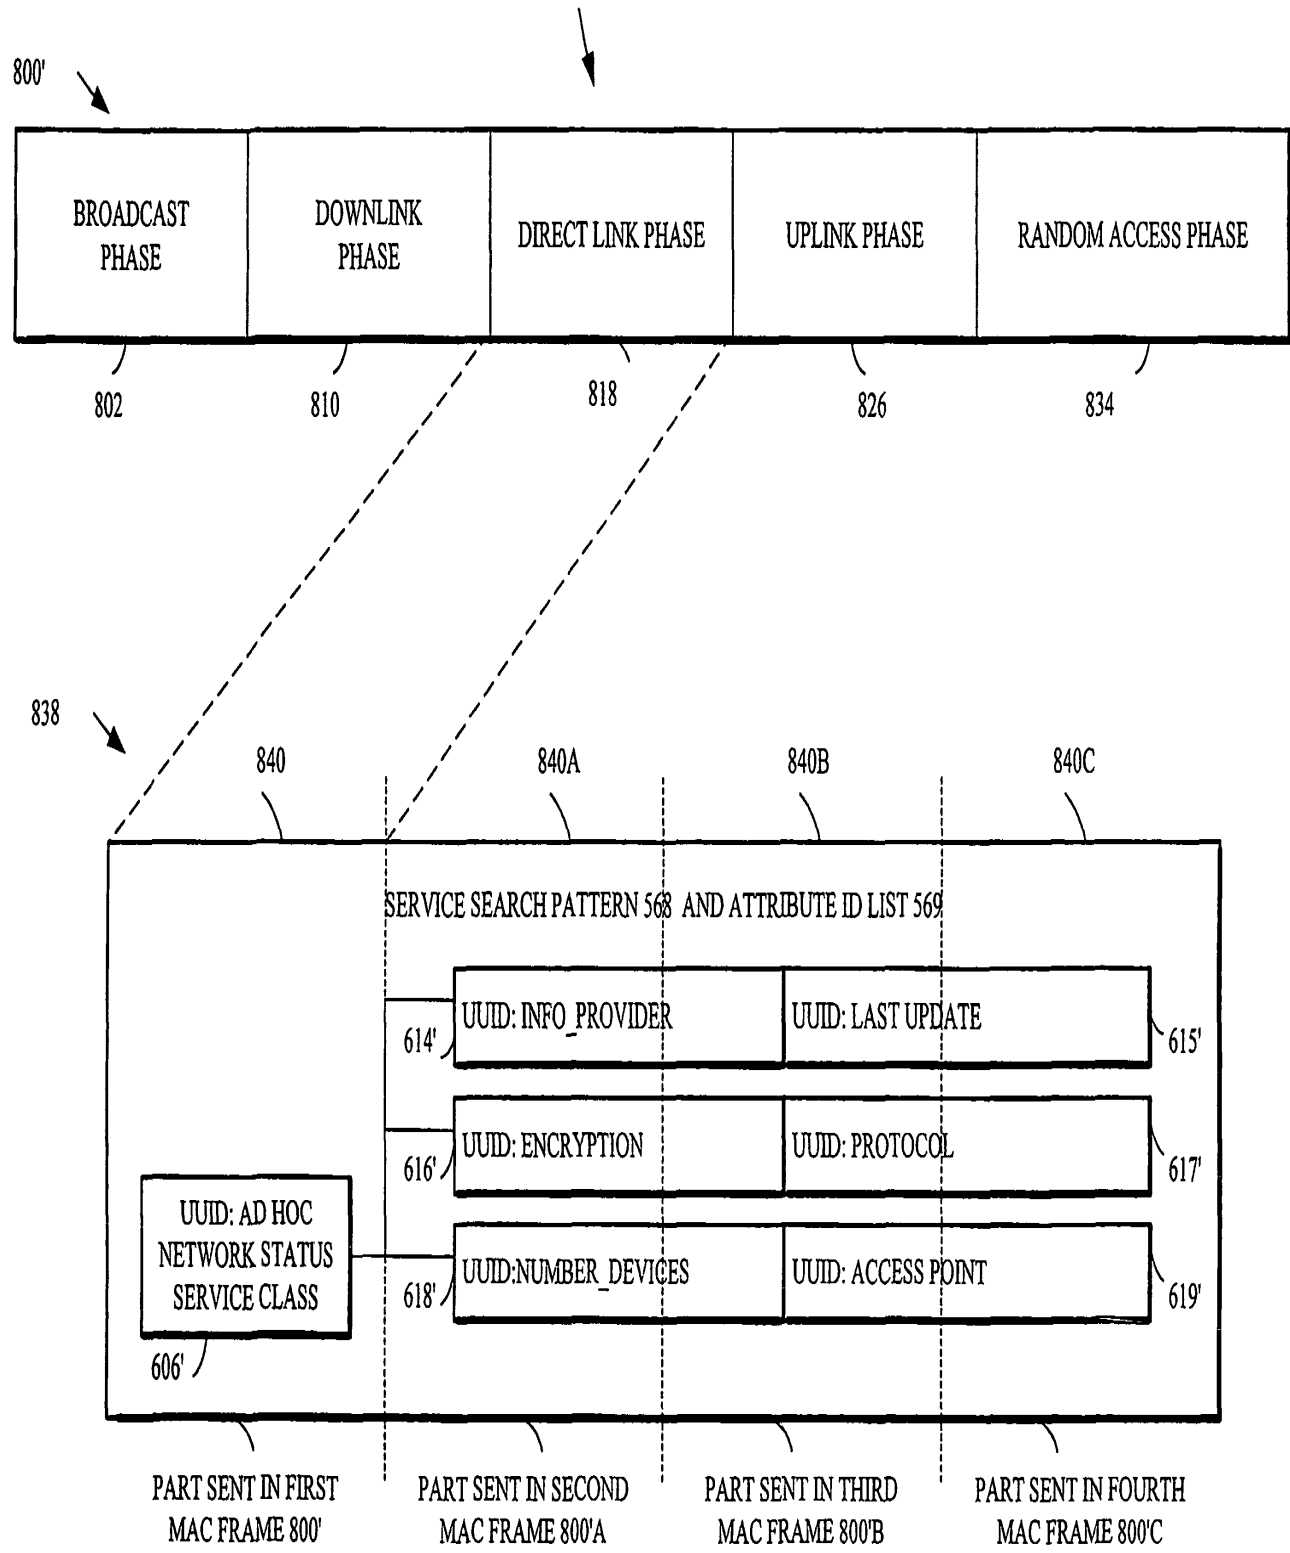 800'
BROADCAST
PHASE
DOWNLINK
PHASE
DIRECT LINK PHASE
UPLINK PHASE
RANDOM ACCESS PHASE
802
810
818
826
834
838
840
840A
840B
840C
SERVICE SEARCH PATTERN 568 AND ATTRIBUTE ID LIST 569
UUID: INFO_PROVIDER
UUID: LAST UPDATE
614'
615'
UUID: ENCRYPTION
UUID: PROTOCOL
616'
617'
UUID: AD HOC
NETWORK STATUS
SERVICE CLASS
UUID:NUMBER_DEVICES
UUID: ACCESS POINT
618'
619'
606'
PART SENT IN FIRST
MAC FRAME 800'
PART SENT IN SECOND
MAC FRAME 800'A
PART SENT IN THIRD
MAC FRAME 800'B
PART SENT IN FOURTH
MAC FRAME 800'C